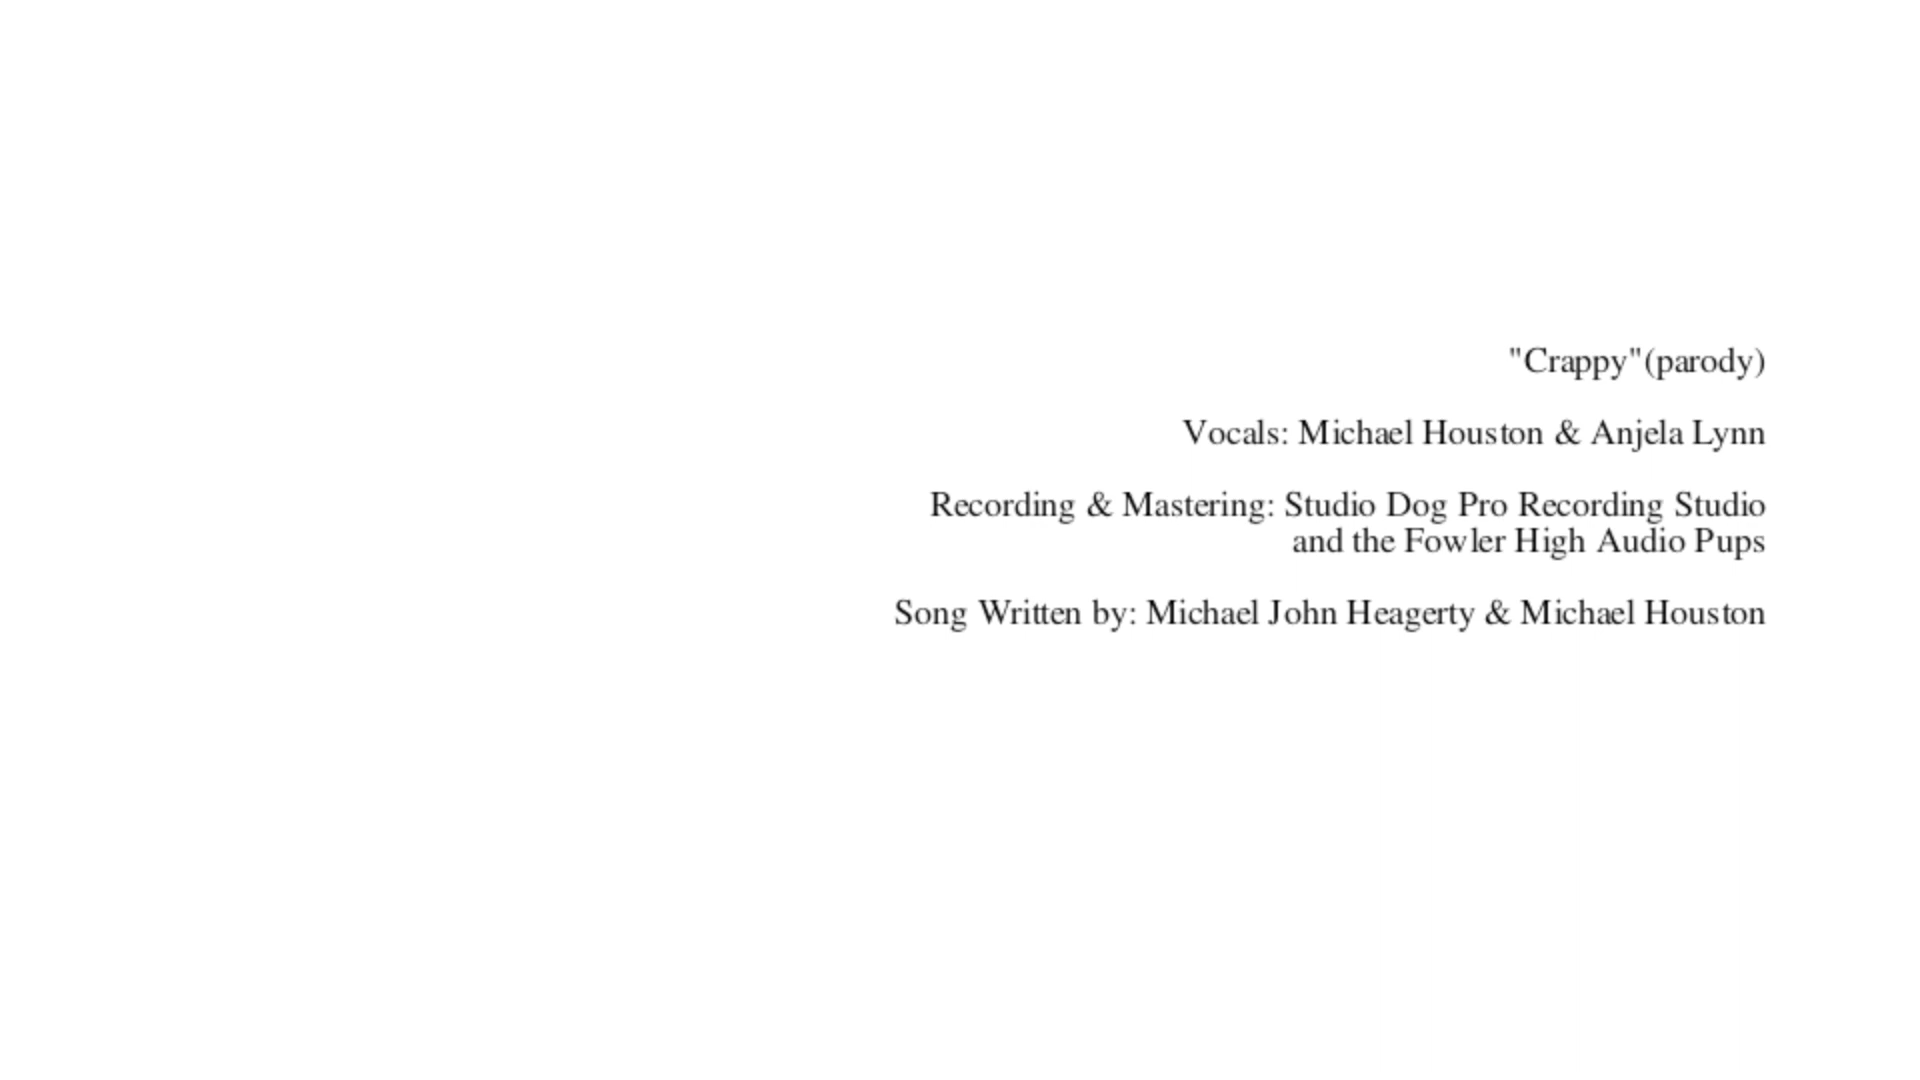 "Crappy"(parody)
Vocals: Michael Houston & Anjela Lynn
Recording & Mastering: Studio Dog Pro Recording Studio
and the Fowler High Audio Pups
Song Written by: Michael John Heagerty & Michael Houston